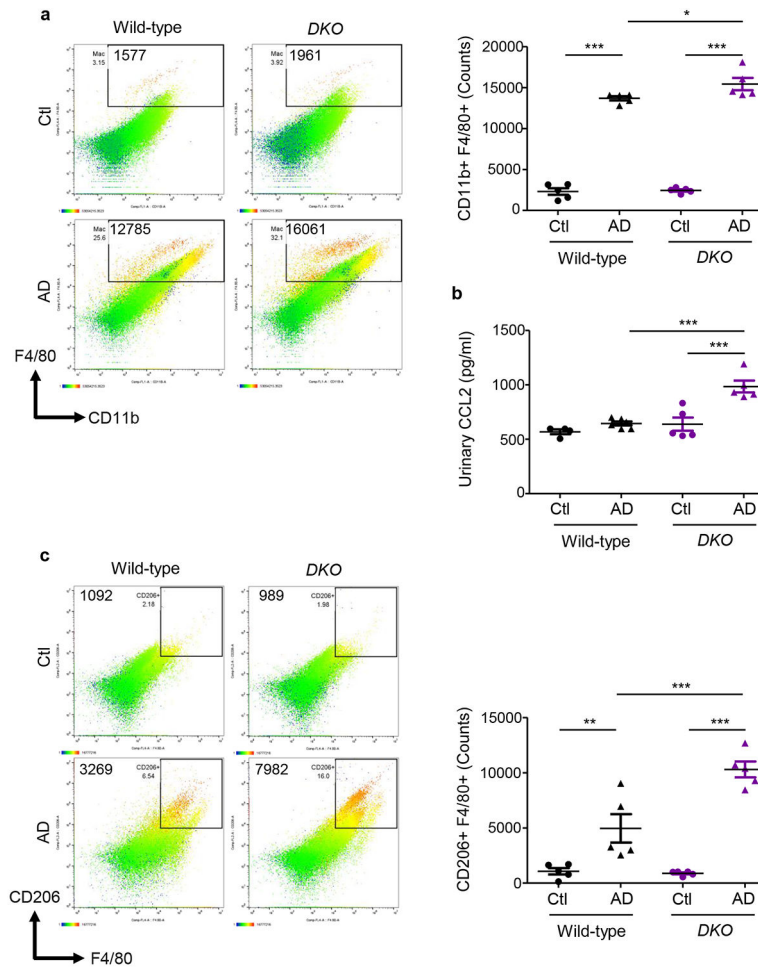 a
Wild-type
DKO
Ctl
Mac
3.15
1577
Mac
3.92
1961
AD
Mac
25.6
12785
Mac
32.1
16061
F4/80
CD11b
CD11b+ F4/80+ (Counts)
20000
15000
10000
5000
0
***
***
*
Ctl
AD
Ctl
AD
Wild-type
DKO
b
Urinary CCL2 (pg/ml)
1500
1000
500
0
***
***
Ctl
AD
Ctl
AD
Wild-type
DKO
c
Wild-type
DKO
Ctl
1092
CD206+
2.18
989
CD206+
1.98
AD
3269
CD206+
6.54
7982
CD206+
16.0
CD206
F4/80
CD206+ F4/80+ (Counts)
15000
10000
5000
0
**
***
***
Ctl
AD
Ctl
AD
Wild-type
DKO